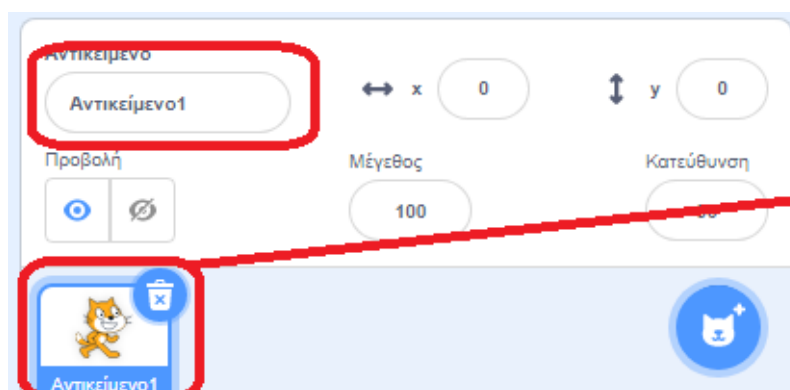 Αντικείμενο
Αντικείμενο1
x 0
y 0
Προβολή
Μέγεθος
Κατεύθυνση
100
Αντικείμενο1